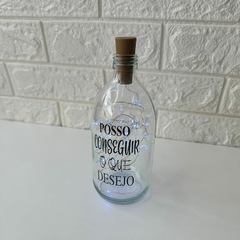 POSSO
CONSEGUIR
O QUE
DESEJO